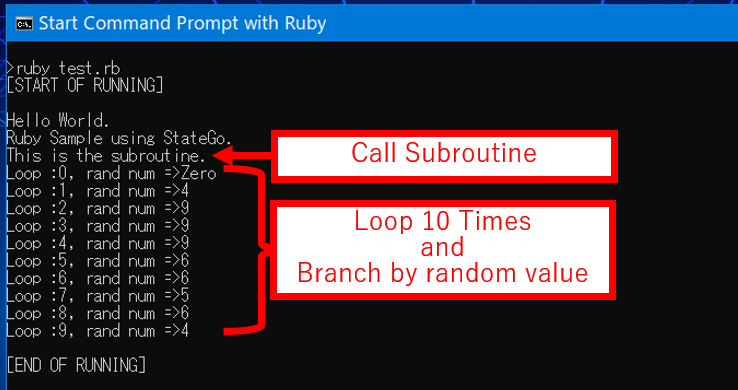 Start Command Prompt with Ruby
>ruby test.rb
[START OF RUNNING]
Hello World.
Ruby Sample using StateGo.
This is the subroutine.
Call Subroutine
Loop :0, rand num =>Zero
Loop :1, rand num =>4
Loop :2, rand num =>9
Loop :3, rand num =>9
Loop :4, rand num =>9
Loop :5, rand num =>6
Loop :6, rand num =>6
Loop :7, rand num =>5
Loop :8, rand num =>6
Loop :9, rand num =>4
Loop 10 Times
and
Branch by random value
[END OF RUNNING]